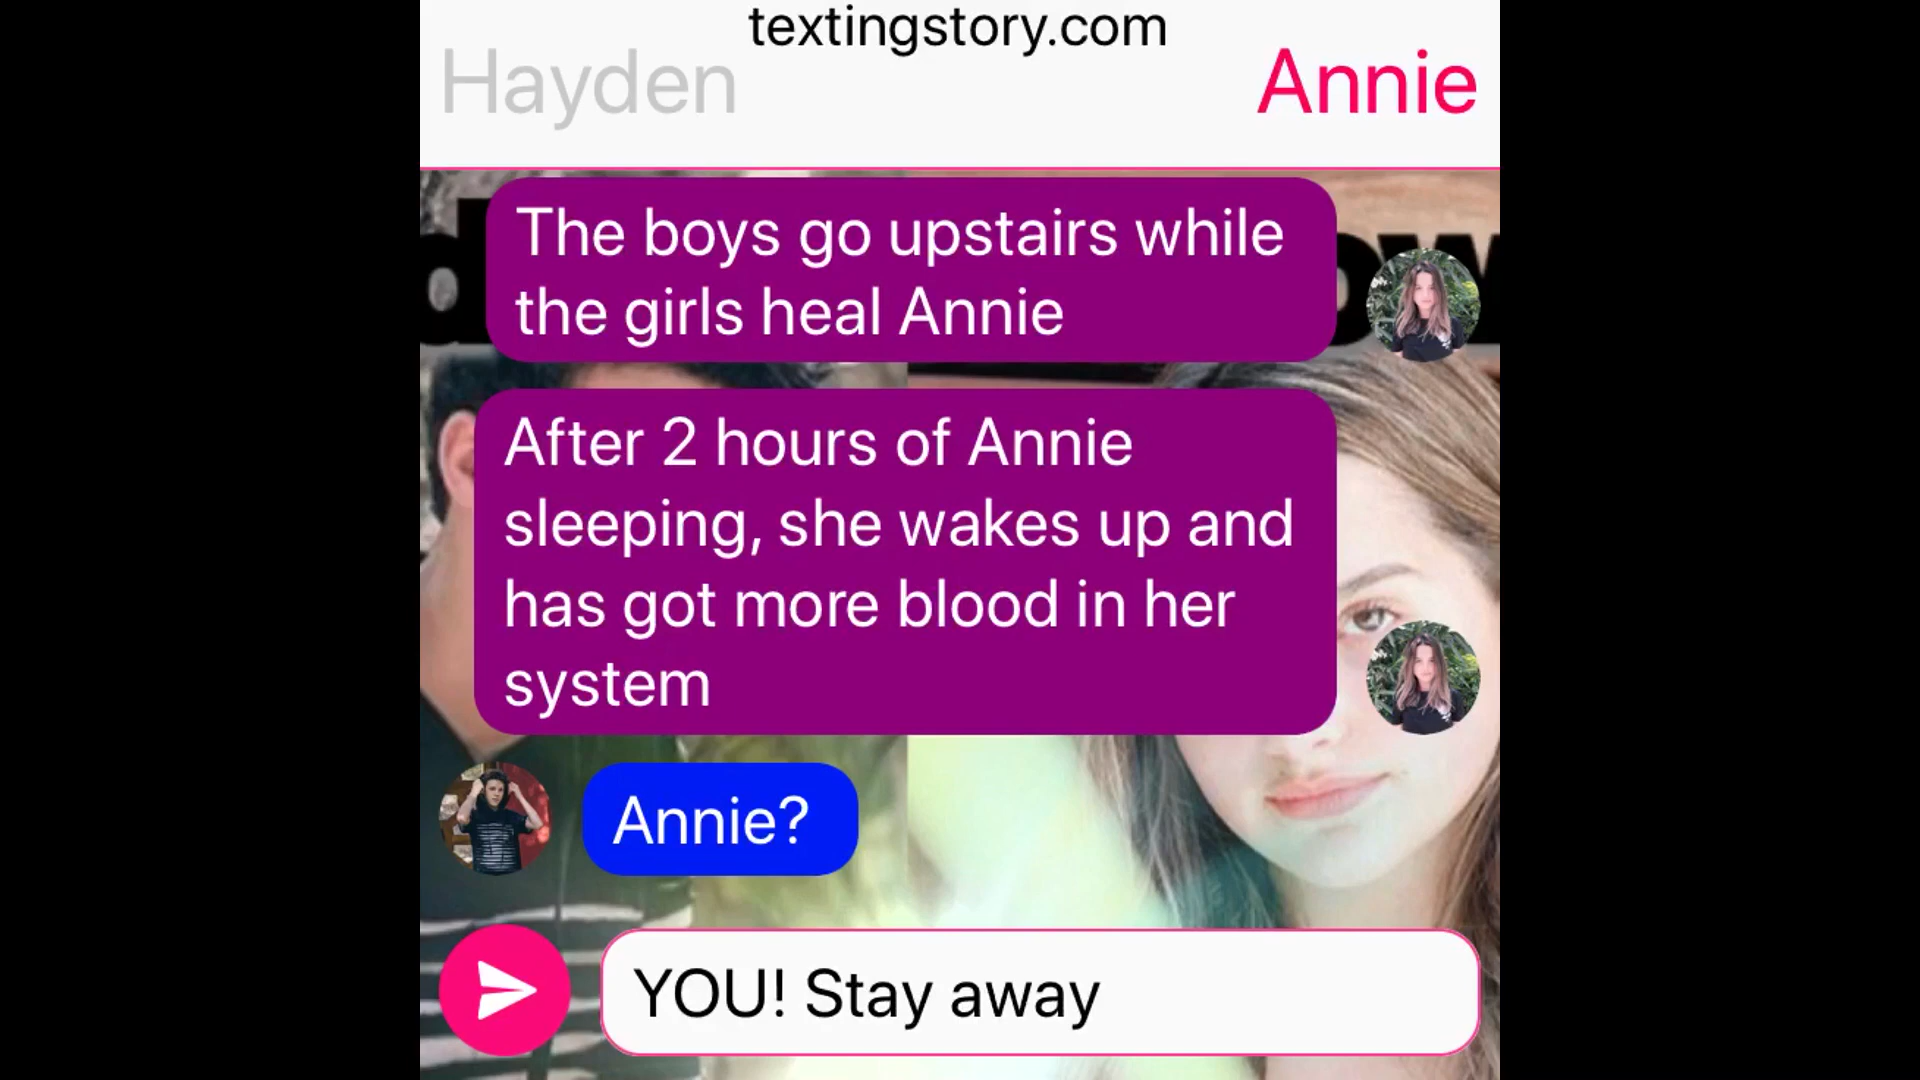 textingstory.com
Hayden
Annie
The boys go upstairs while
the girls heal Annie
After 2 hours of Annie
sleeping, she wakes up and
has got more blood in her
system
Annie?
YOU! Stay away